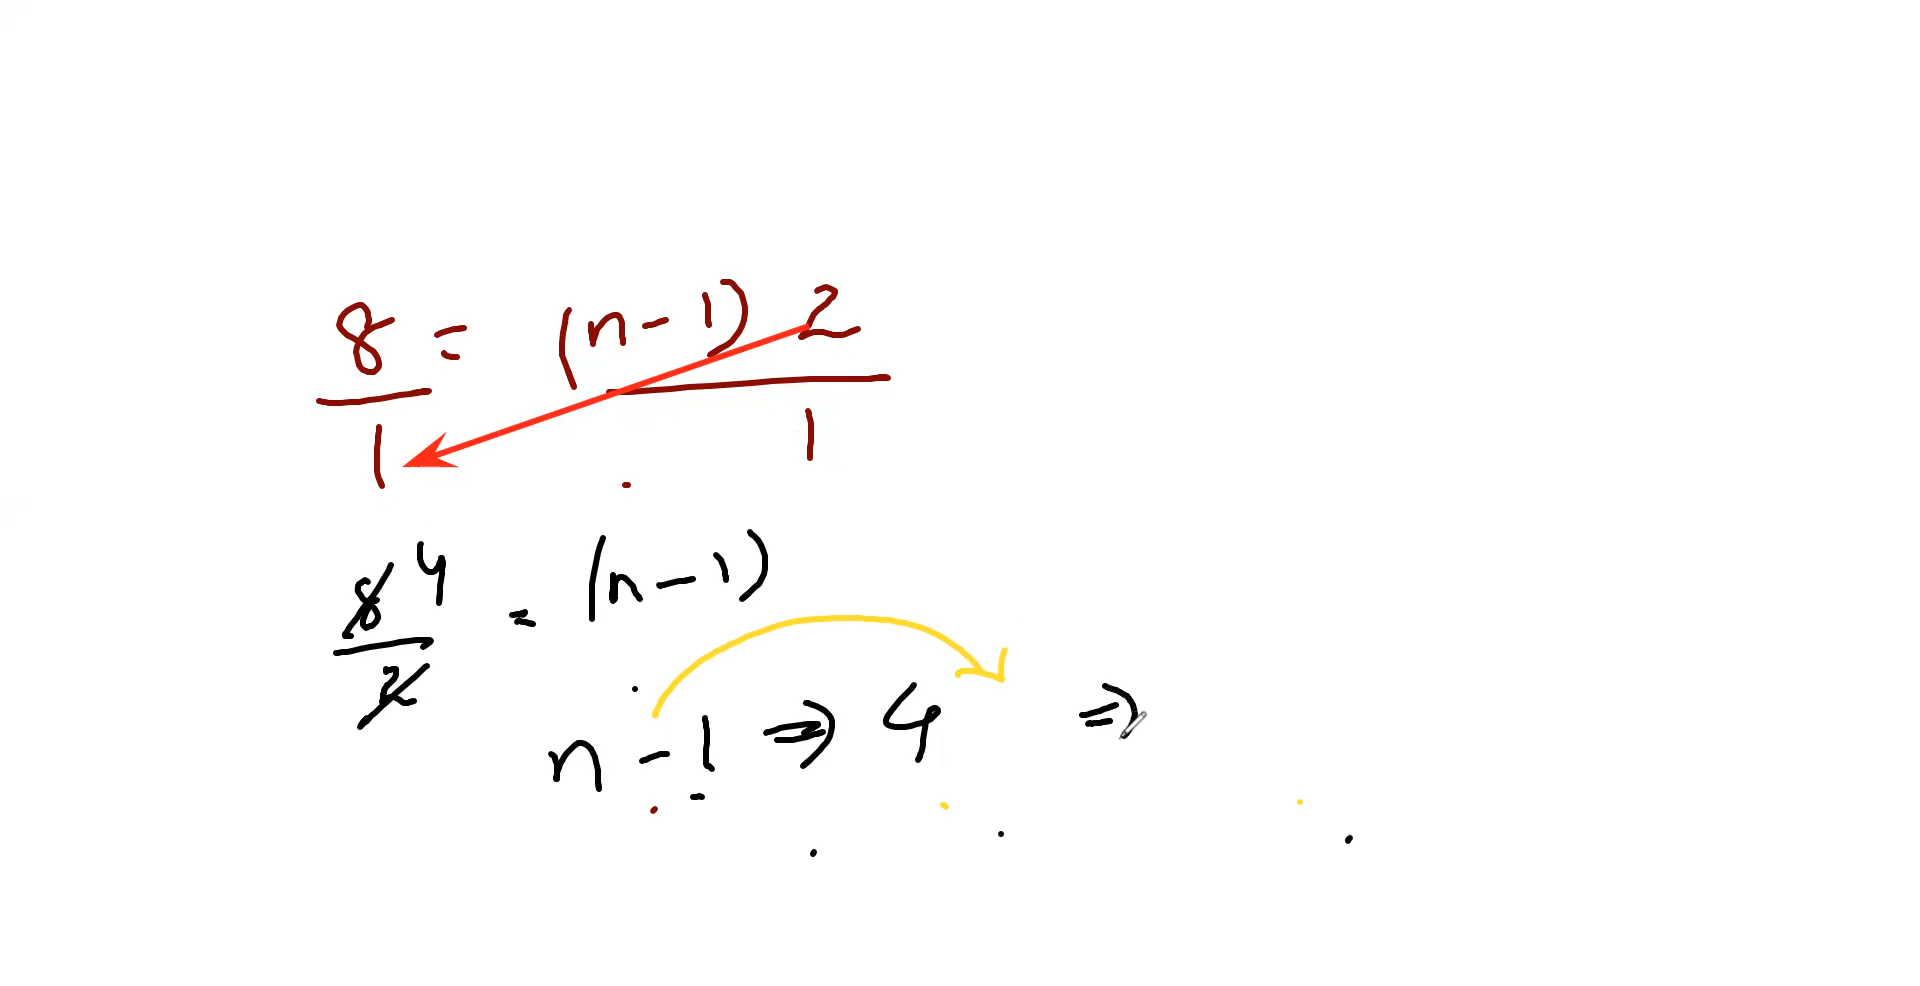 8 = (n-1) 2
1 1
8 4 = (n-1)
2
n - 1 ⇒ 4 ⇒